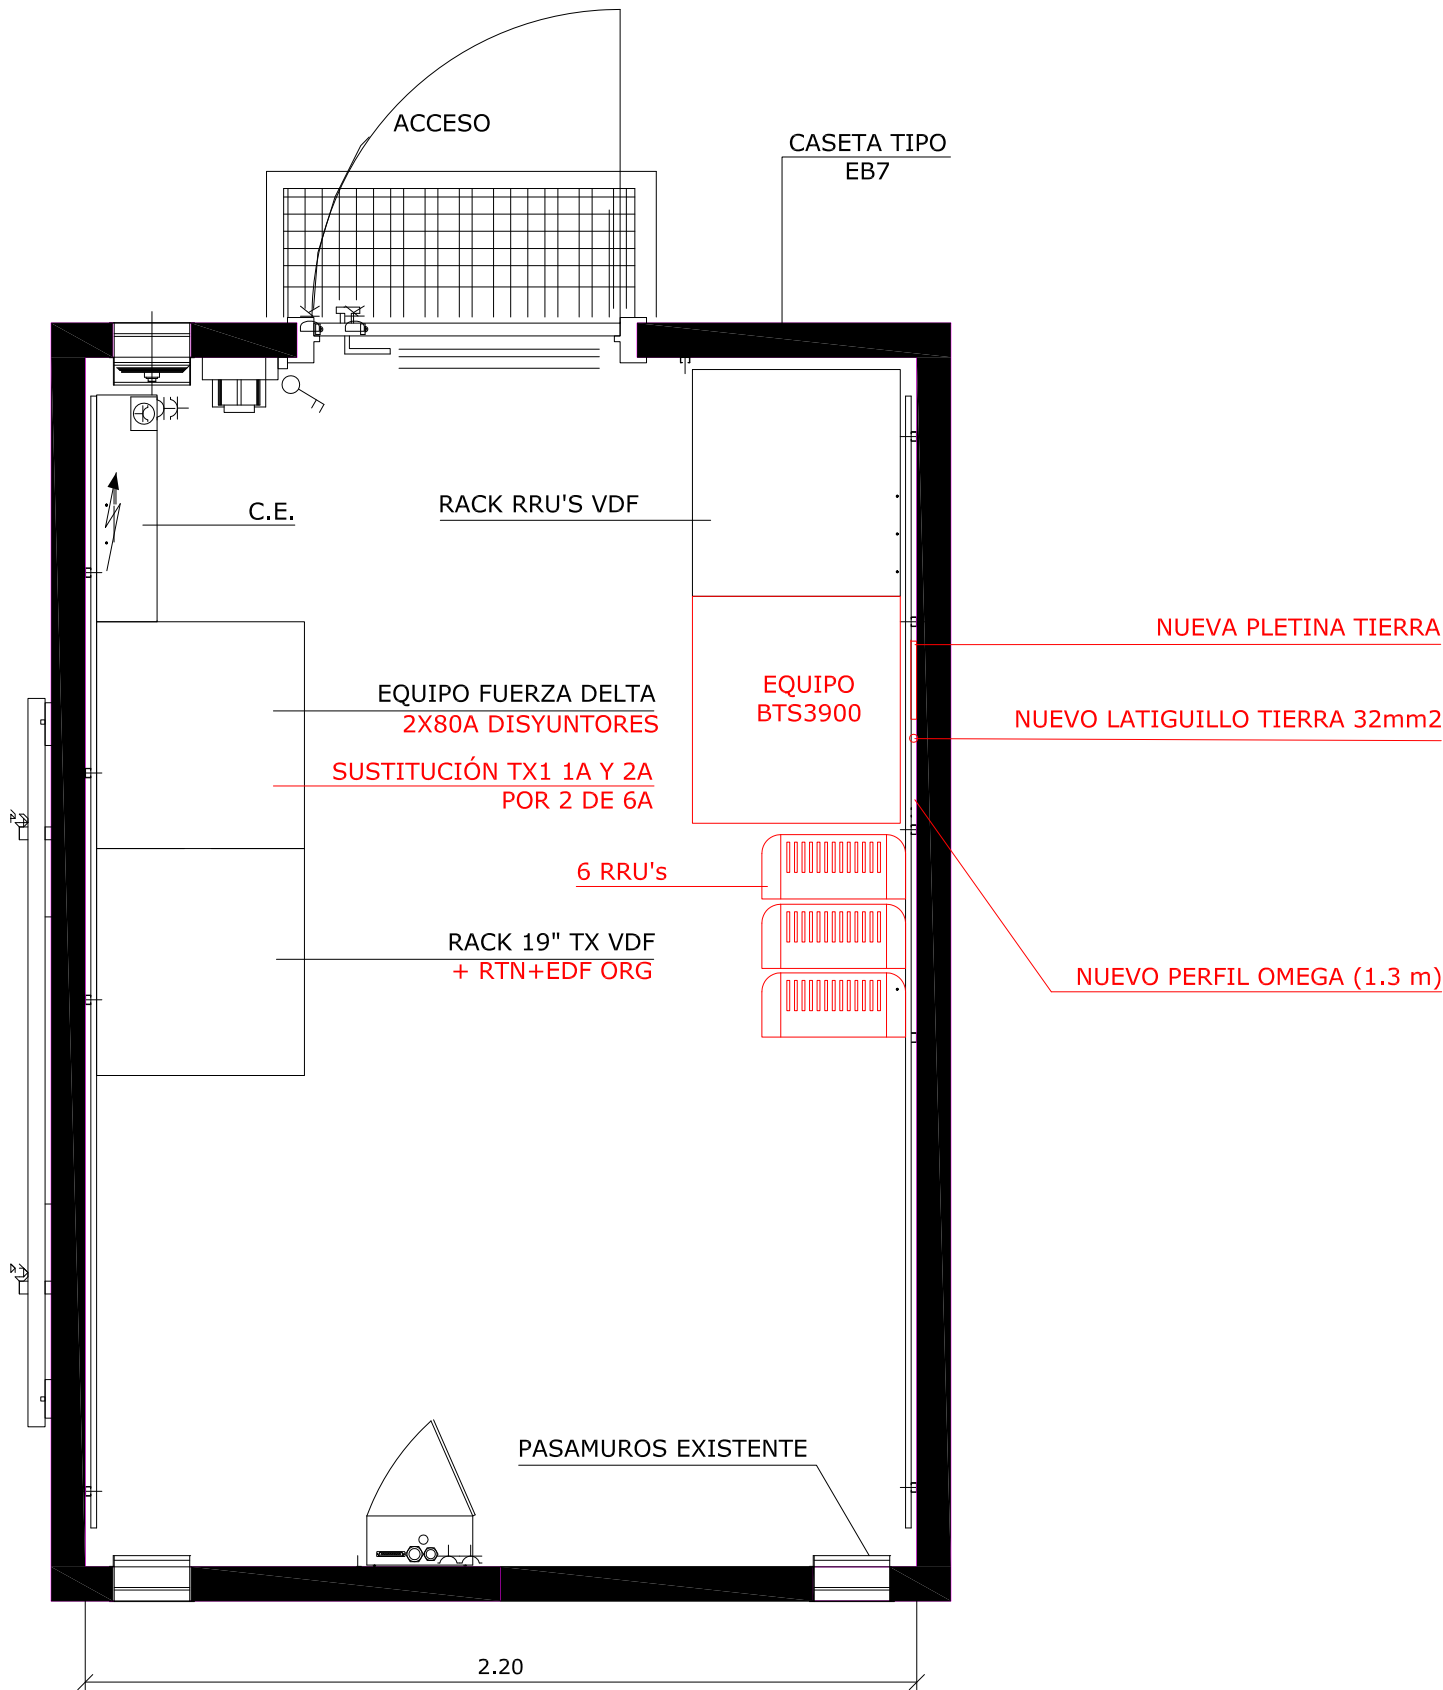 ACCESO
CASETA TIPO
EB7
C.E.
RACK RRU'S VDF
NUEVA PLETINA TIERRA
EQUIPO
BTS3900
EQUIPO FUERZA DELTA
2X80A DISYUNTORES
NUEVO LATIGUILLO TIERRA 32mm2
SUSTITUCIÓN TX1 1A Y 2A
POR 2 DE 6A
6 RRU's
RACK 19" TX VDF
+ RTN+EDF ORG
NUEVO PERFIL OMEGA (1.3 m)
PASAMUROS EXISTENTE
2.20